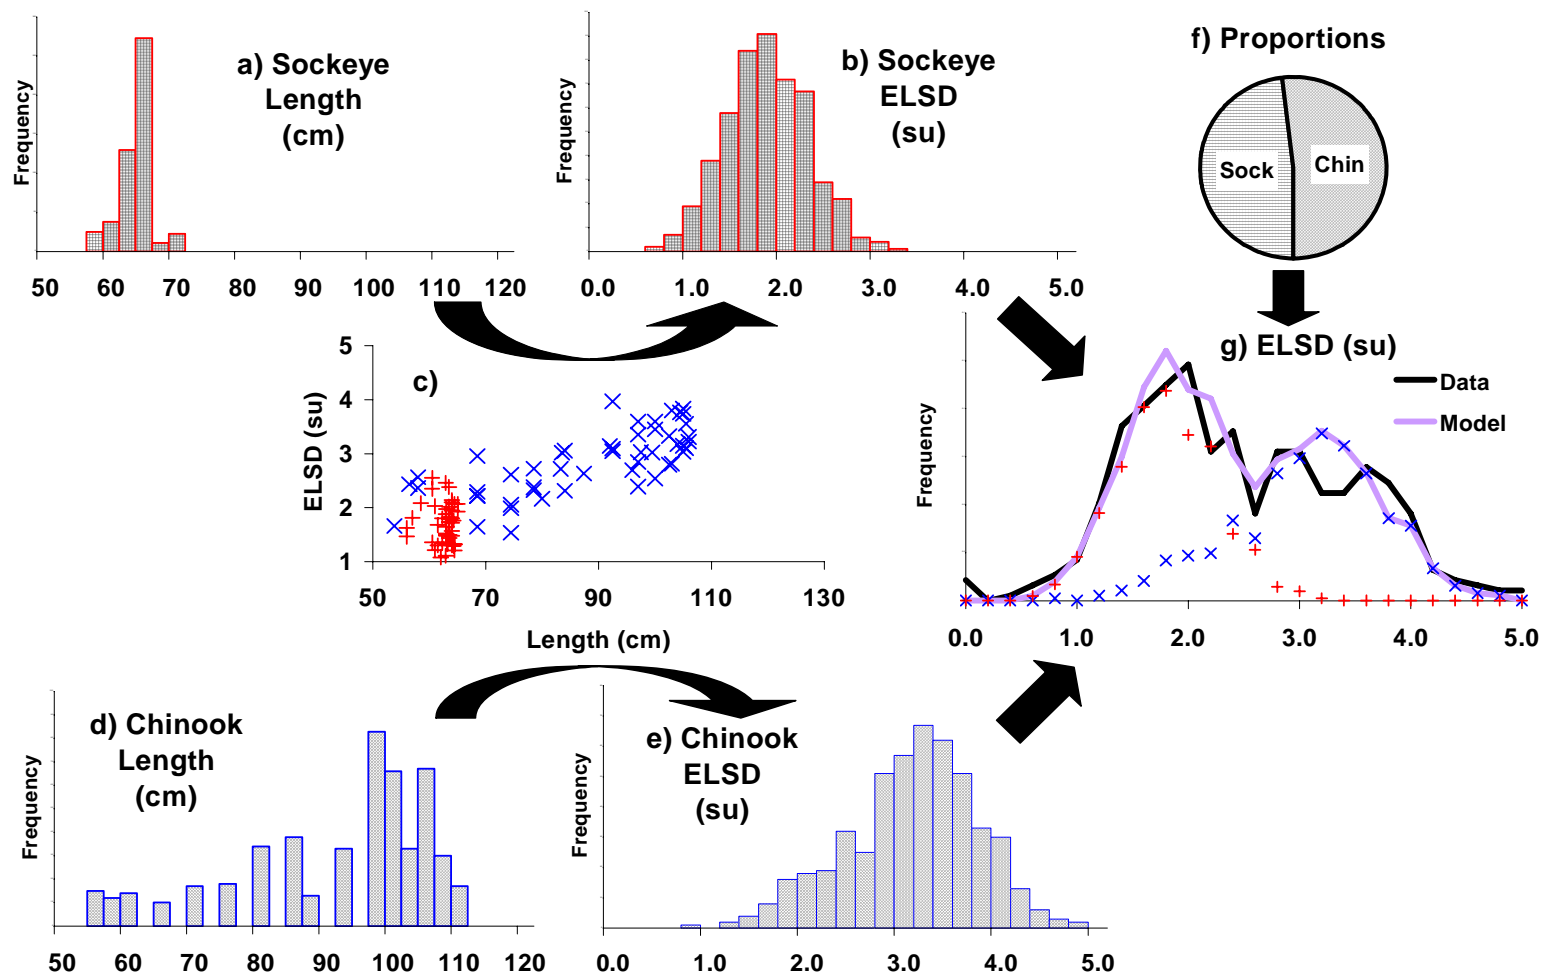 a) Sockeye
Length
(cm)
Frequency
50 60 70 80 90 100 110 120
b) Sockeye
ELSD
(su)
Frequency
0.0 1.0 2.0 3.0 4.0 5.0
f) Proportions
Sock
Chin
c)
ELSD (su)
5
4
3
2
1
50 70 90 110 130
Length (cm)
g) ELSD (su)
Data
Model
Frequency
0.0 1.0 2.0 3.0 4.0 5.0
d) Chinook
Length
(cm)
Frequency
50 60 70 80 90 100 110 120
e) Chinook
ELSD
(su)
Frequency
0.0 1.0 2.0 3.0 4.0 5.0